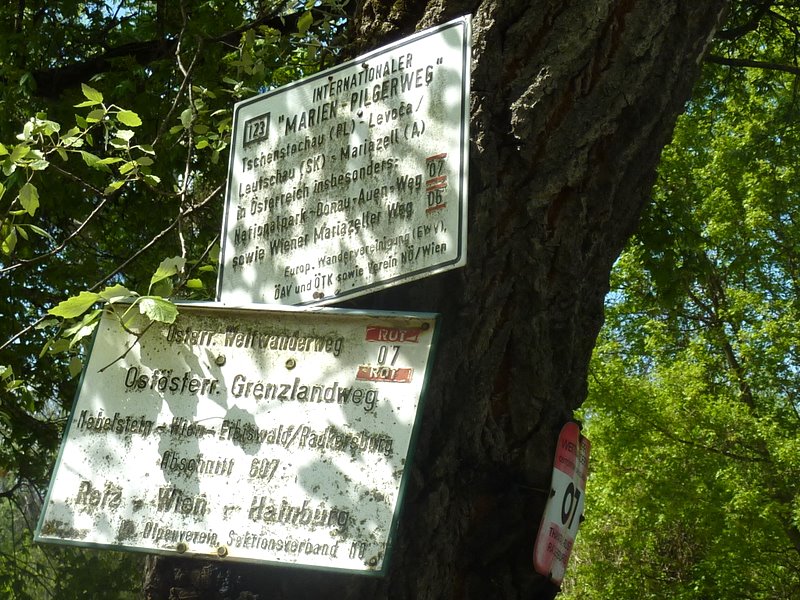 INTERNATIONALER
123 "MARIEN-PILGERWEG"
Tschenstochau (PL) - Levoča /
Leutschau (SK) - Mariazell (A)
in Österreich insbesonders:
Nationalpark-Donau-Auen-Weg 07
sowie Wiener Mariazeller Weg 06
Europ. Wandervereinigung (EWV),
ÖAV und ÖTK sowie Verein NÖ/Wien
Österr. Weitwanderweg
ROT
07
ROT
Ostösterr. Grenzlandweg
Nebelstein - Wien - Eibiswald/Radkersburg
Abschnitt 607
Retz - Wien - Hainburg
Alpenverein, Sektionsverband NÖ
07